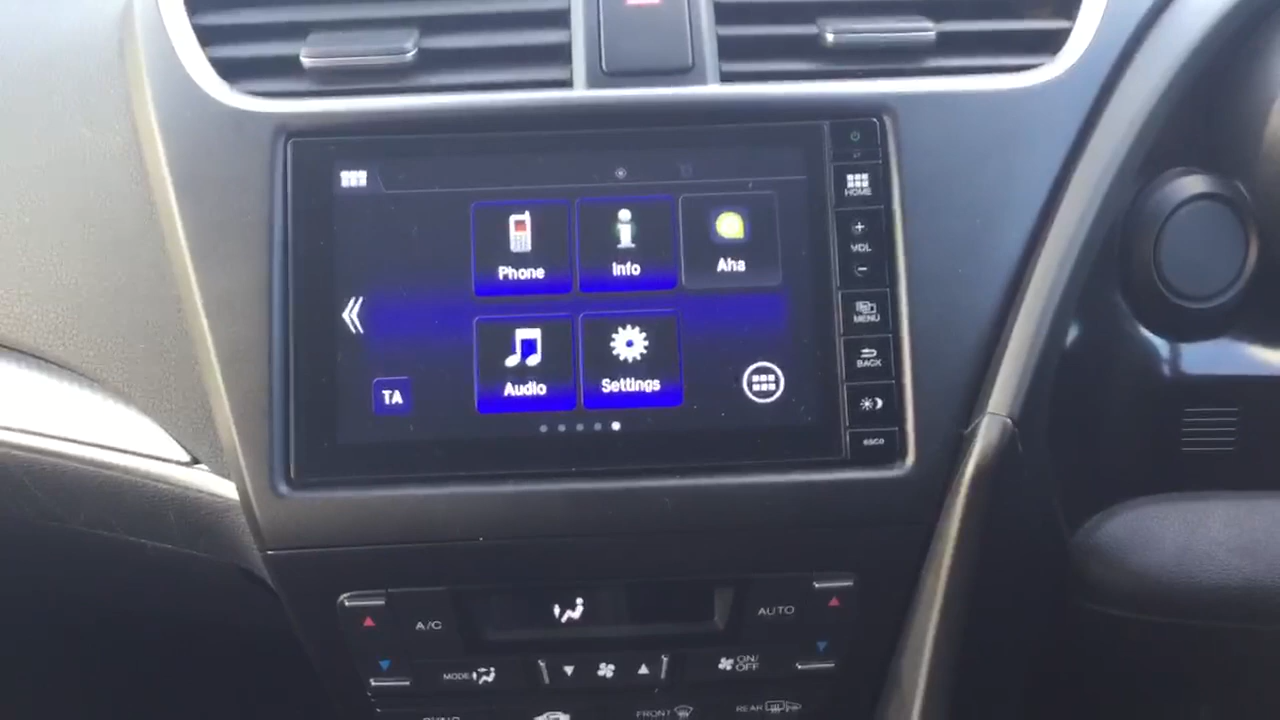 HOME
VOL
MENU
BACK
Phone
Info
Aha
Audio
Settings
TA
A/C
AUTO
MODE
ON/
OFF
FRONT
REAR